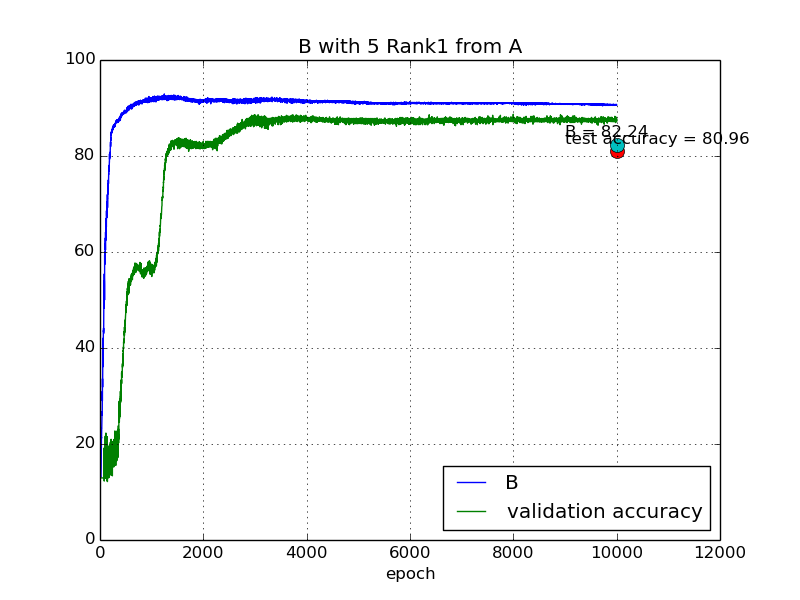 B with 5 Rank1 from A
100
80
60
40
20
0
B = 82.24
test accuracy = 80.96
B
validation accuracy
0 2000 4000 6000 8000 10000 12000
epoch